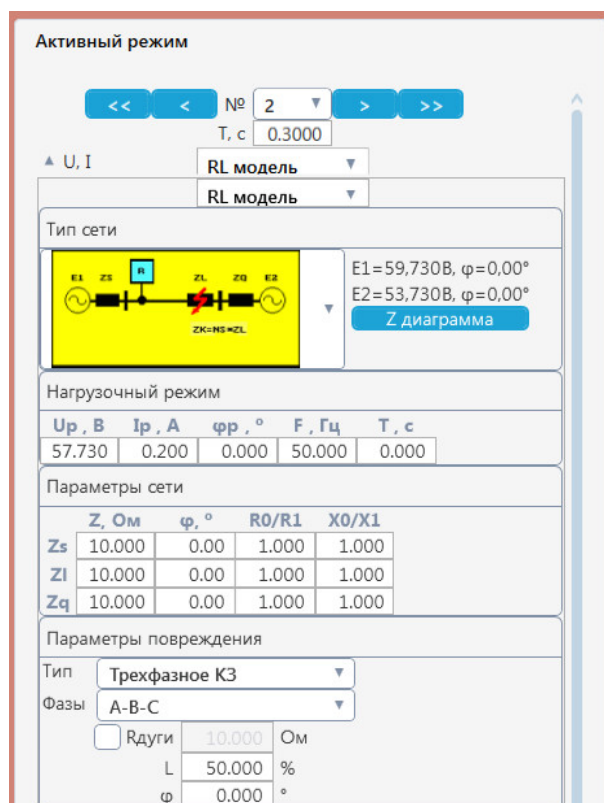 Активный режим
<< < № 2 > >>
T, с 0.3000
U, I RL модель
RL модель
Тип сети
E1 ZS R ZL ZQ E2
ZK=NS*ZL
E1=59,730В, φ=0,00°
E2=53,730В, φ=0,00°
Z диаграмма
Нагрузочный режим
Uр , В Iр , А φр , ° F , Гц T , с
57.730 0.200 0.000 50.000 0.000
Параметры сети
Z, Ом φ, ° R0/R1 X0/X1
Zs 10.000 0.00 1.000 1.000
Zl 10.000 0.00 1.000 1.000
Zq 10.000 0.00 1.000 1.000
Параметры повреждения
Тип Трехфазное КЗ
Фазы A-B-C
Rдуги 10.000 Ом
L 50.000 %
φ 0.000 °